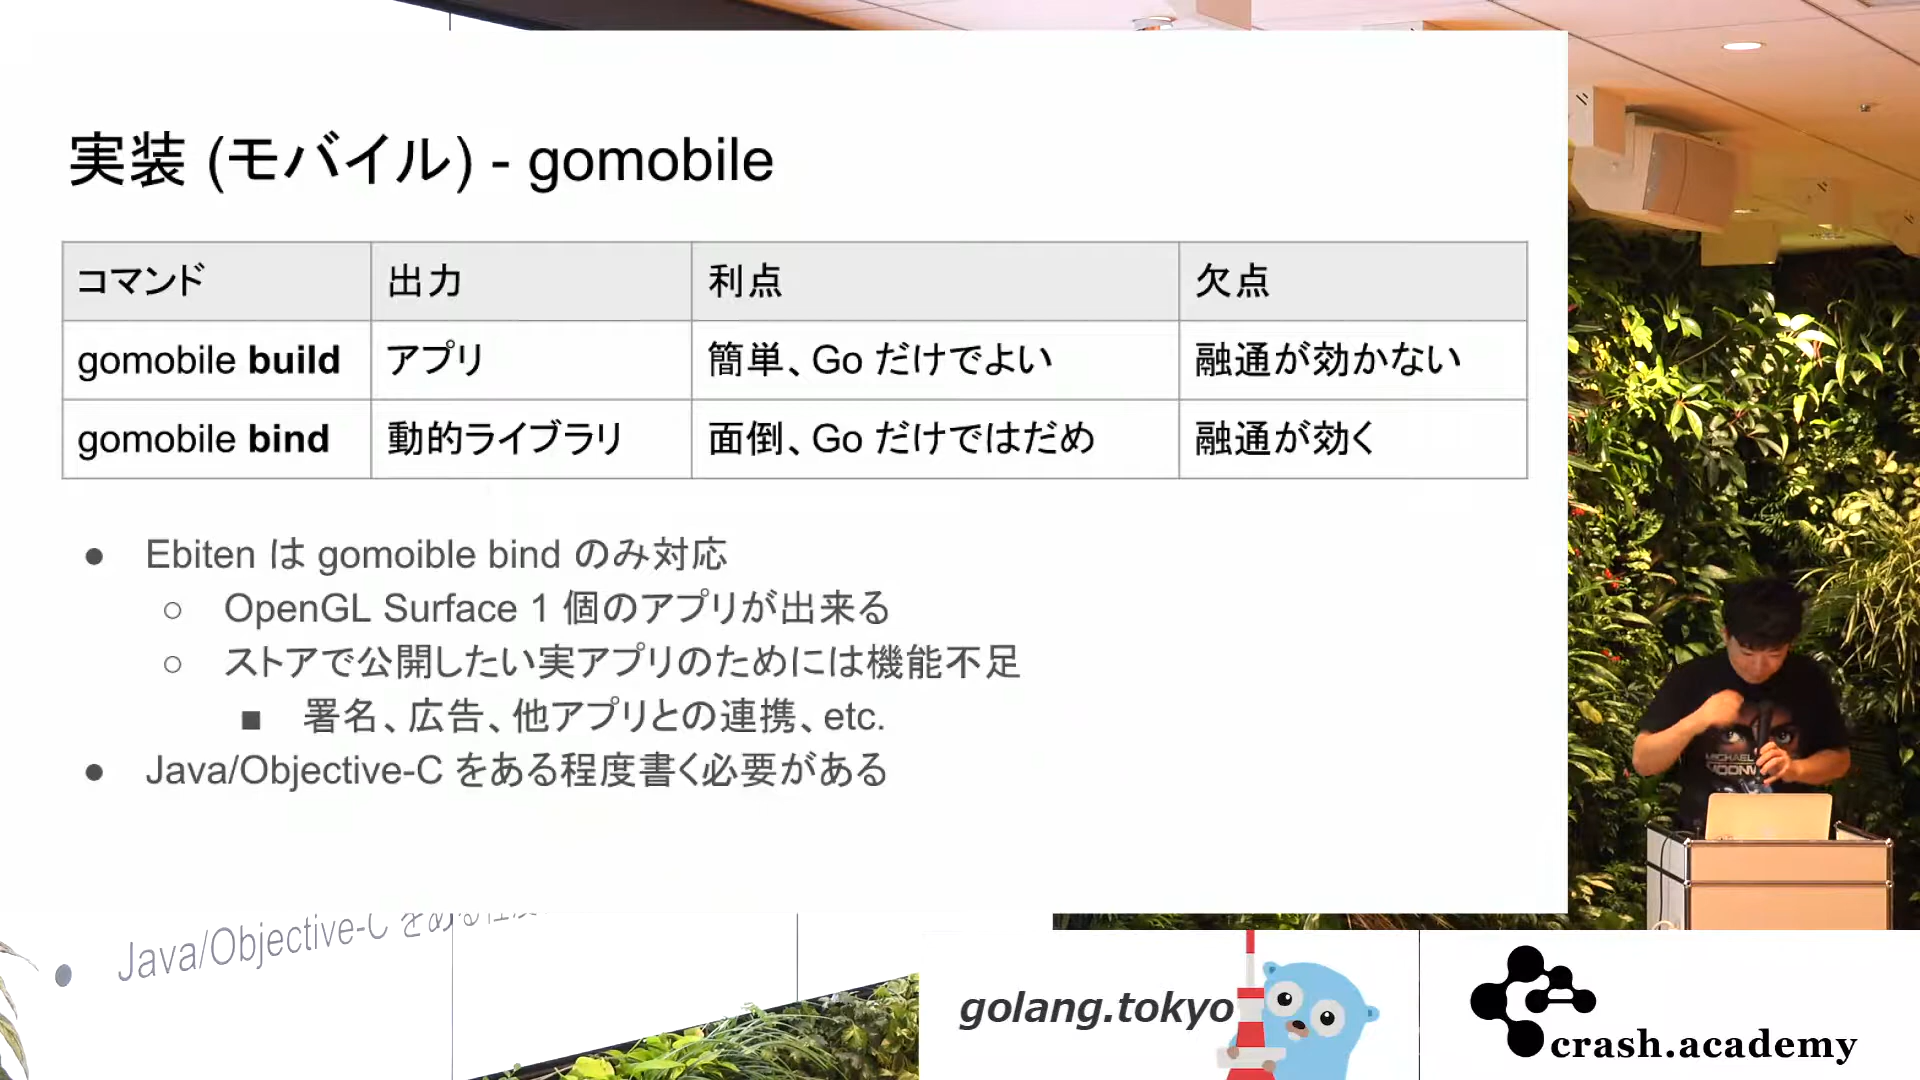 実装 (モバイル) - gomobile
コマンド 出力 利点 欠点
gomobile build アプリ 簡単、Go だけでよい 融通が効かない
gomobile bind 動的ライブラリ 面倒、Go だけではだめ 融通が効く
● Ebiten は gomoible bind のみ対応
○ OpenGL Surface 1 個のアプリが出来る
○ ストアで公開したい実アプリのためには機能不足
■ 署名、広告、他アプリとの連携、etc.
● Java/Objective-C をある程度書く必要がある
MICHAEL
● Java/Objective-C をある
golang.tokyo
crash.academy